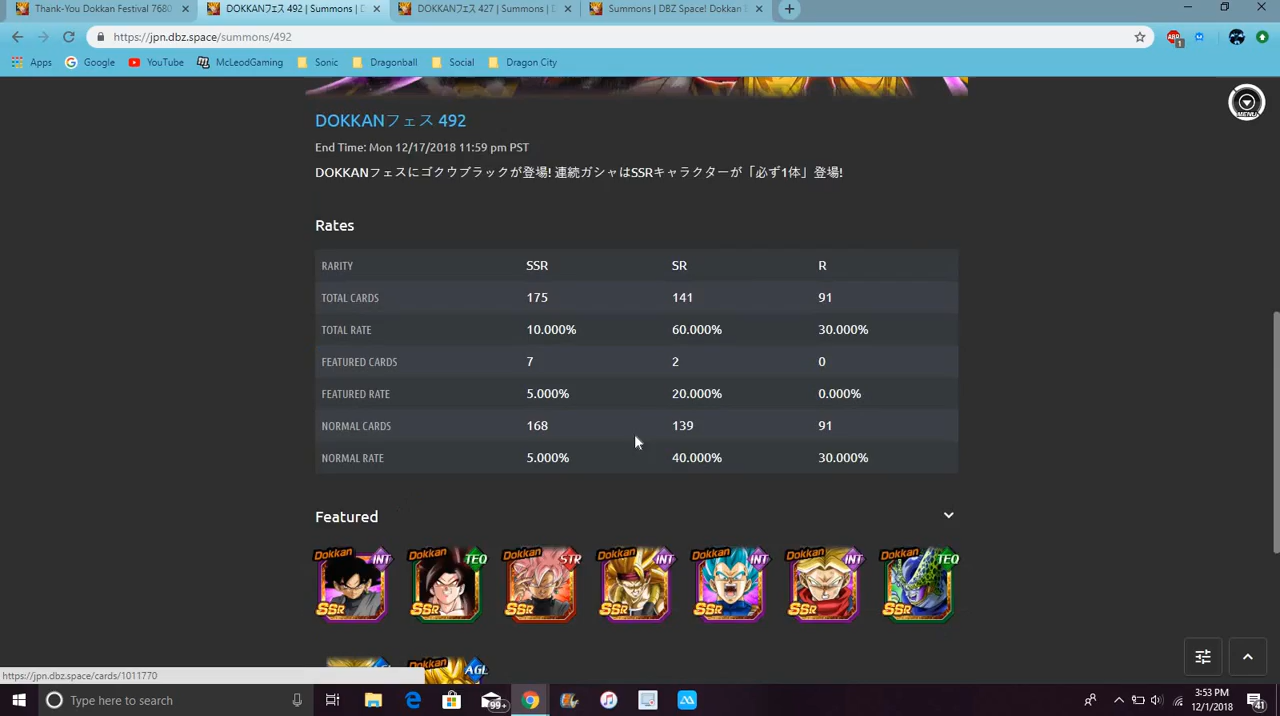 Thank-You Dokkan Festival 7680
DOKKANフェス 492 | Summons | D
DOKKANフェス 427 | Summons | D
Summons | DBZ Space! Dokkan B
https://jpn.dbz.space/summons/492
ABP
1
Apps
Google
YouTube
McLeodGaming
Sonic
Dragonball
Social
Dragon City
MENU
DOKKANフェス 492
End Time: Mon 12/17/2018 11:59 pm PST
DOKKANフェスにゴクウブラックが登場! 連続ガシャはSSRキャラクターが「必ず1体」登場!
Rates
RARITY SSR SR R
TOTAL CARDS 175 141 91
TOTAL RATE 10.000% 60.000% 30.000%
FEATURED CARDS 7 2 0
FEATURED RATE 5.000% 20.000% 0.000%
NORMAL CARDS 168 139 91
NORMAL RATE 5.000% 40.000% 30.000%
Featured
Dokkan INT Dokkan TEQ Dokkan STR Dokkan INT Dokkan INT Dokkan INT Dokkan TEQ
SSR SSR SSR SSR SSR SSR SSR
Dokkan AGL
https://jpn.dbz.space/cards/1011770
Type here to search
99+
3:53 PM
12/1/2018
41